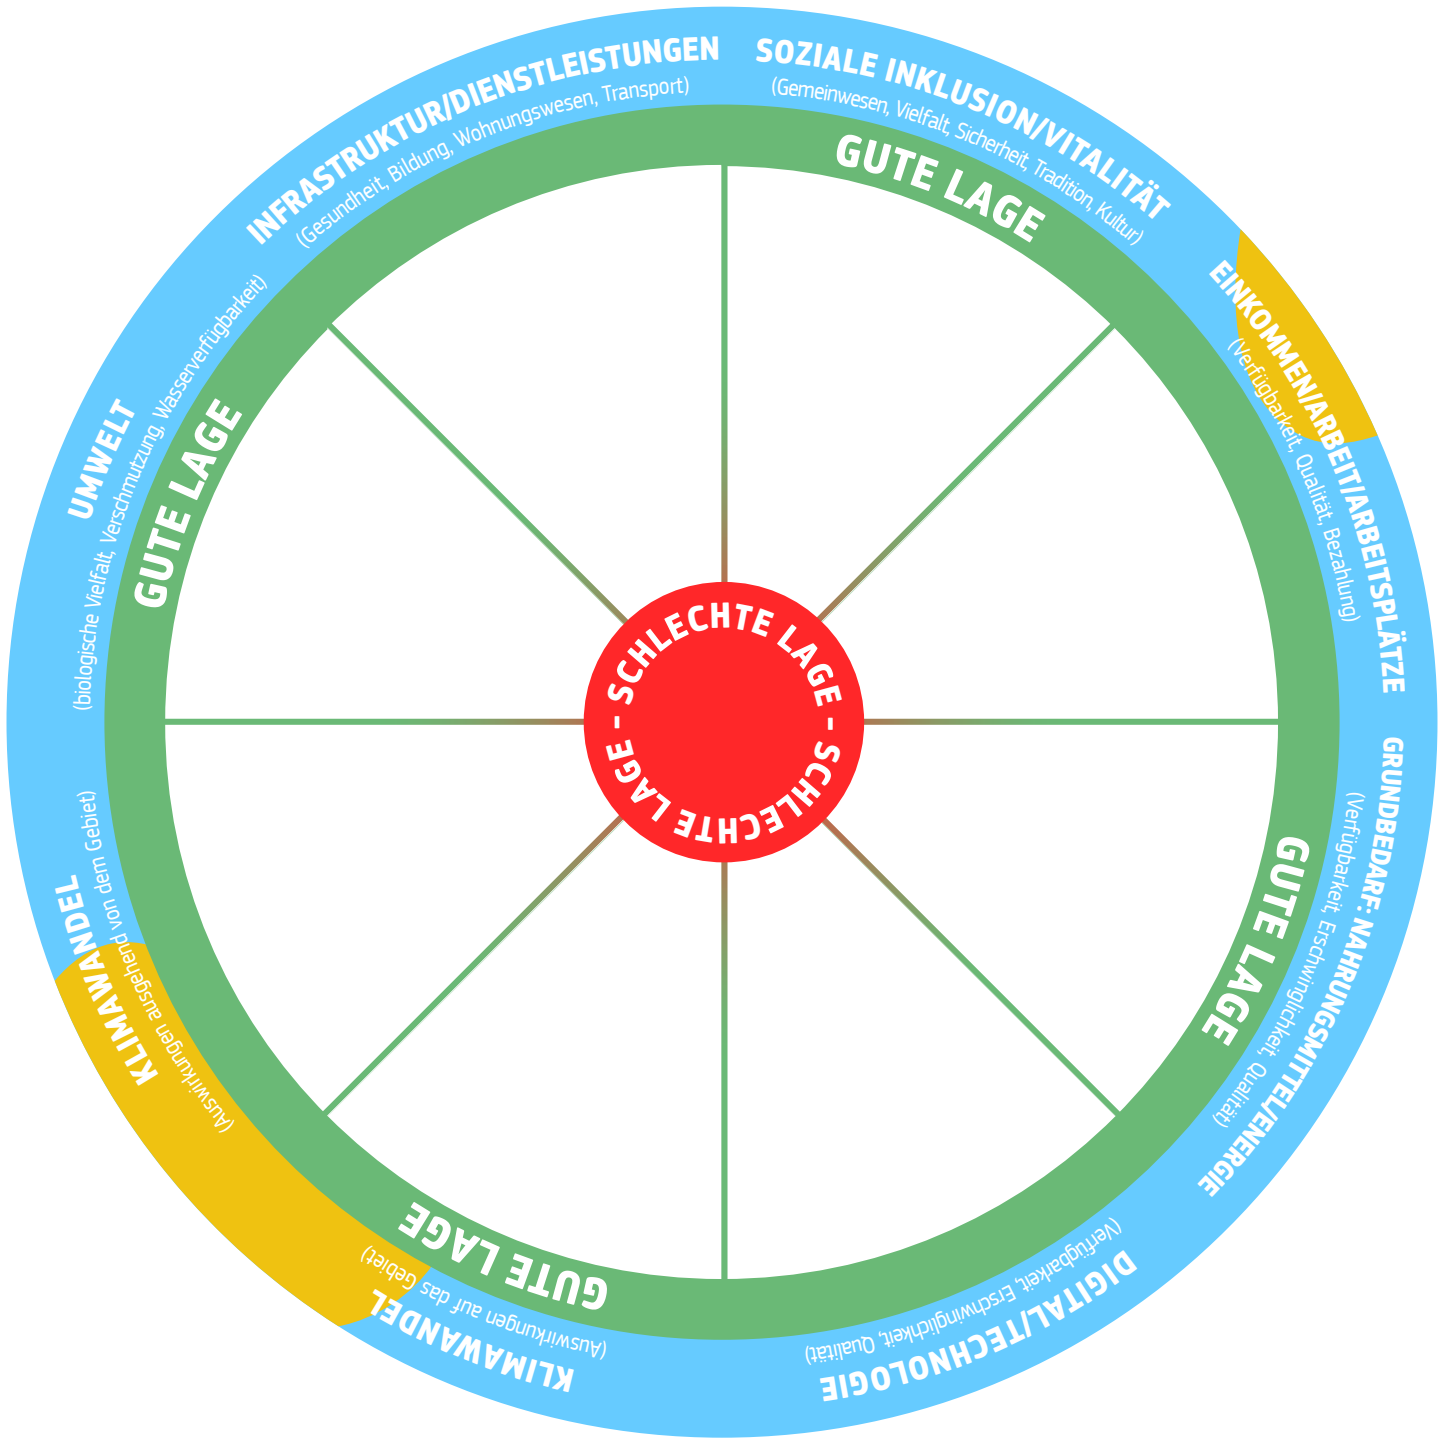 SOZIALE INKLUSION/VITALITÄT
(Gemeinwesen, Vielfalt, Sicherheit, Tradition, Kultur)
EINKOMMEN/ARBEIT/ARBEITSPLÄTZE
(Verfügbarkeit, Qualität, Bezahlung)
GRUNDBEDARF: NAHRUNGSMITTEL/ENERGIE
(Verfügbarkeit, Erschwinglichkeit, Qualität)
DIGITAL/TECHNOLOGIE
(Verfügbarkeit, Erschwinglichkeit, Qualität)
KLIMAWANDEL
(Auswirkungen auf das Gebiet)
KLIMAWANDEL
(Auswirkungen ausgehend von dem Gebiet)
UMWELT
(biologische Vielfalt, Verschmutzung, Wasserverfügbarkeit)
INFRASTRUKTUR/DIENSTLEISTUNGEN
(Gesundheit, Bildung, Wohnungswesen, Transport)
GUTE LAGE
GUTE LAGE
GUTE LAGE
GUTE LAGE
SCHLECHTE LAGE - SCHLECHTE LAGE -